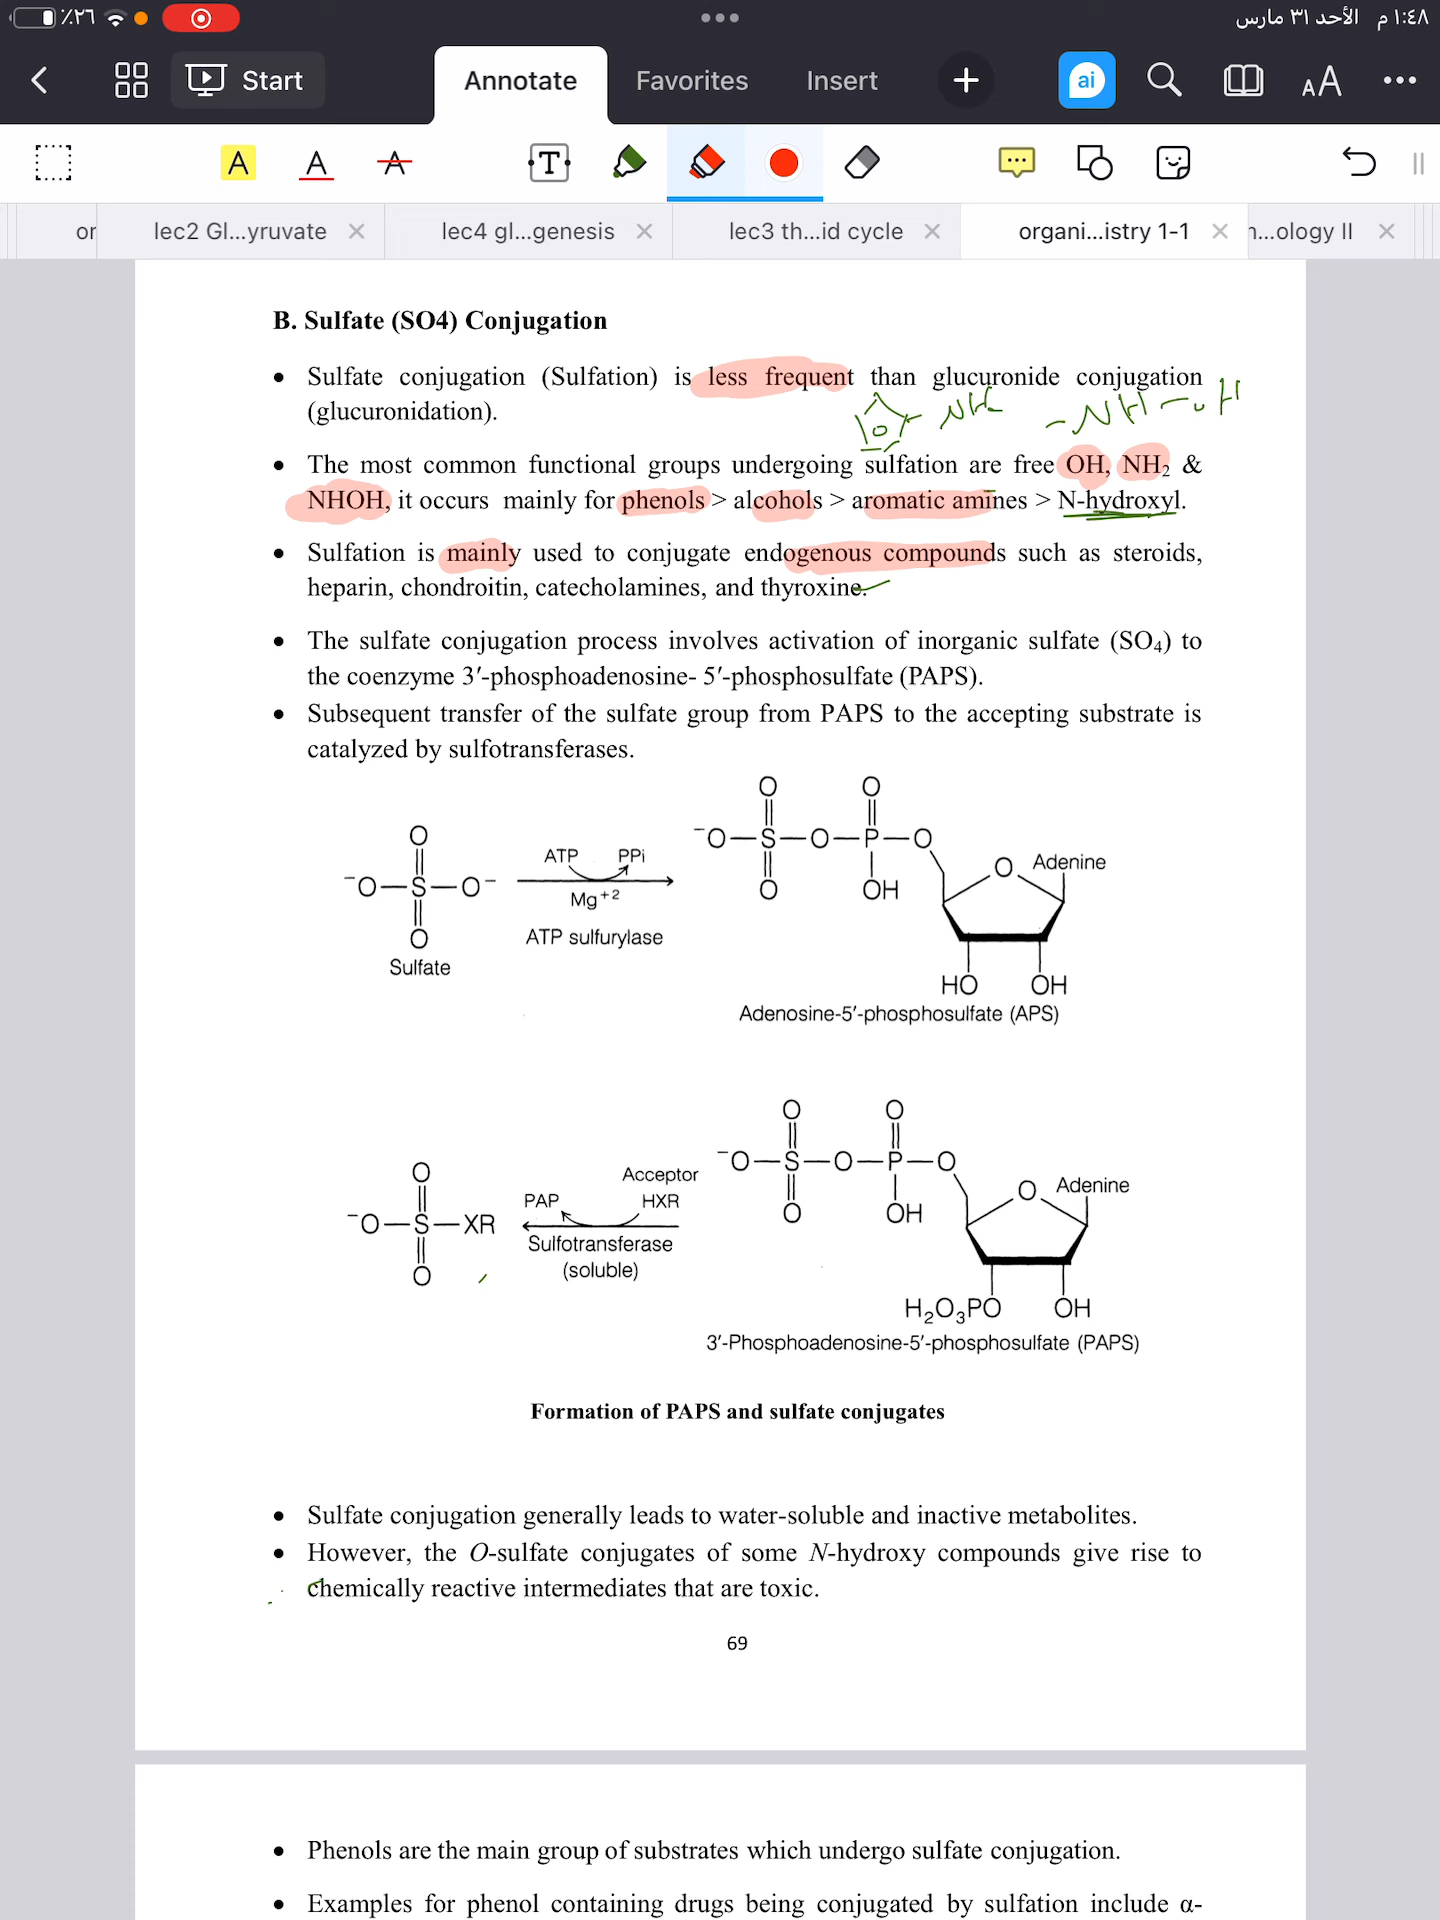 ٪٢٦
الأحد ٣١ مارس ١:٤٨ م
Start
Annotate
Favorites
Insert
ai
AA
A A A T
or
lec2 Gl...yruvate
lec4 gl...genesis
lec3 th...id cycle
organi...istry 1-1
...ology II
B. Sulfate (SO4) Conjugation
• Sulfate conjugation (Sulfation) is less frequent than glucuronide conjugation
(glucuronidation).
-NH-OH
• The most common functional groups undergoing sulfation are free OH, NH₂ &
NHOH, it occurs mainly for phenols > alcohols > aromatic amines > N-hydroxyl.
• Sulfation is mainly used to conjugate endogenous compounds such as steroids,
heparin, chondroitin, catecholamines, and thyroxine.
• The sulfate conjugation process involves activation of inorganic sulfate (SO₄) to
the coenzyme 3′-phosphoadenosine- 5′-phosphosulfate (PAPS).
• Subsequent transfer of the sulfate group from PAPS to the accepting substrate is
catalyzed by sulfotransferases.
O
⁻O—S—O⁻
O
Sulfate
ATP PPi
Mg⁺²
ATP sulfurylase
O O
⁻O—S—O—P—O
O OH
O Adenine
HO OH
Adenosine-5′-phosphosulfate (APS)
O
⁻O—S—XR
O
Acceptor
PAP HXR
Sulfotransferase
(soluble)
O O
⁻O—S—O—P—O
O OH
O Adenine
H₂O₃PO OH
3′-Phosphoadenosine-5′-phosphosulfate (PAPS)
Formation of PAPS and sulfate conjugates
• Sulfate conjugation generally leads to water-soluble and inactive metabolites.
• However, the O-sulfate conjugates of some N-hydroxy compounds give rise to
chemically reactive intermediates that are toxic.
69
• Phenols are the main group of substrates which undergo sulfate conjugation.
• Examples for phenol containing drugs being conjugated by sulfation include α-